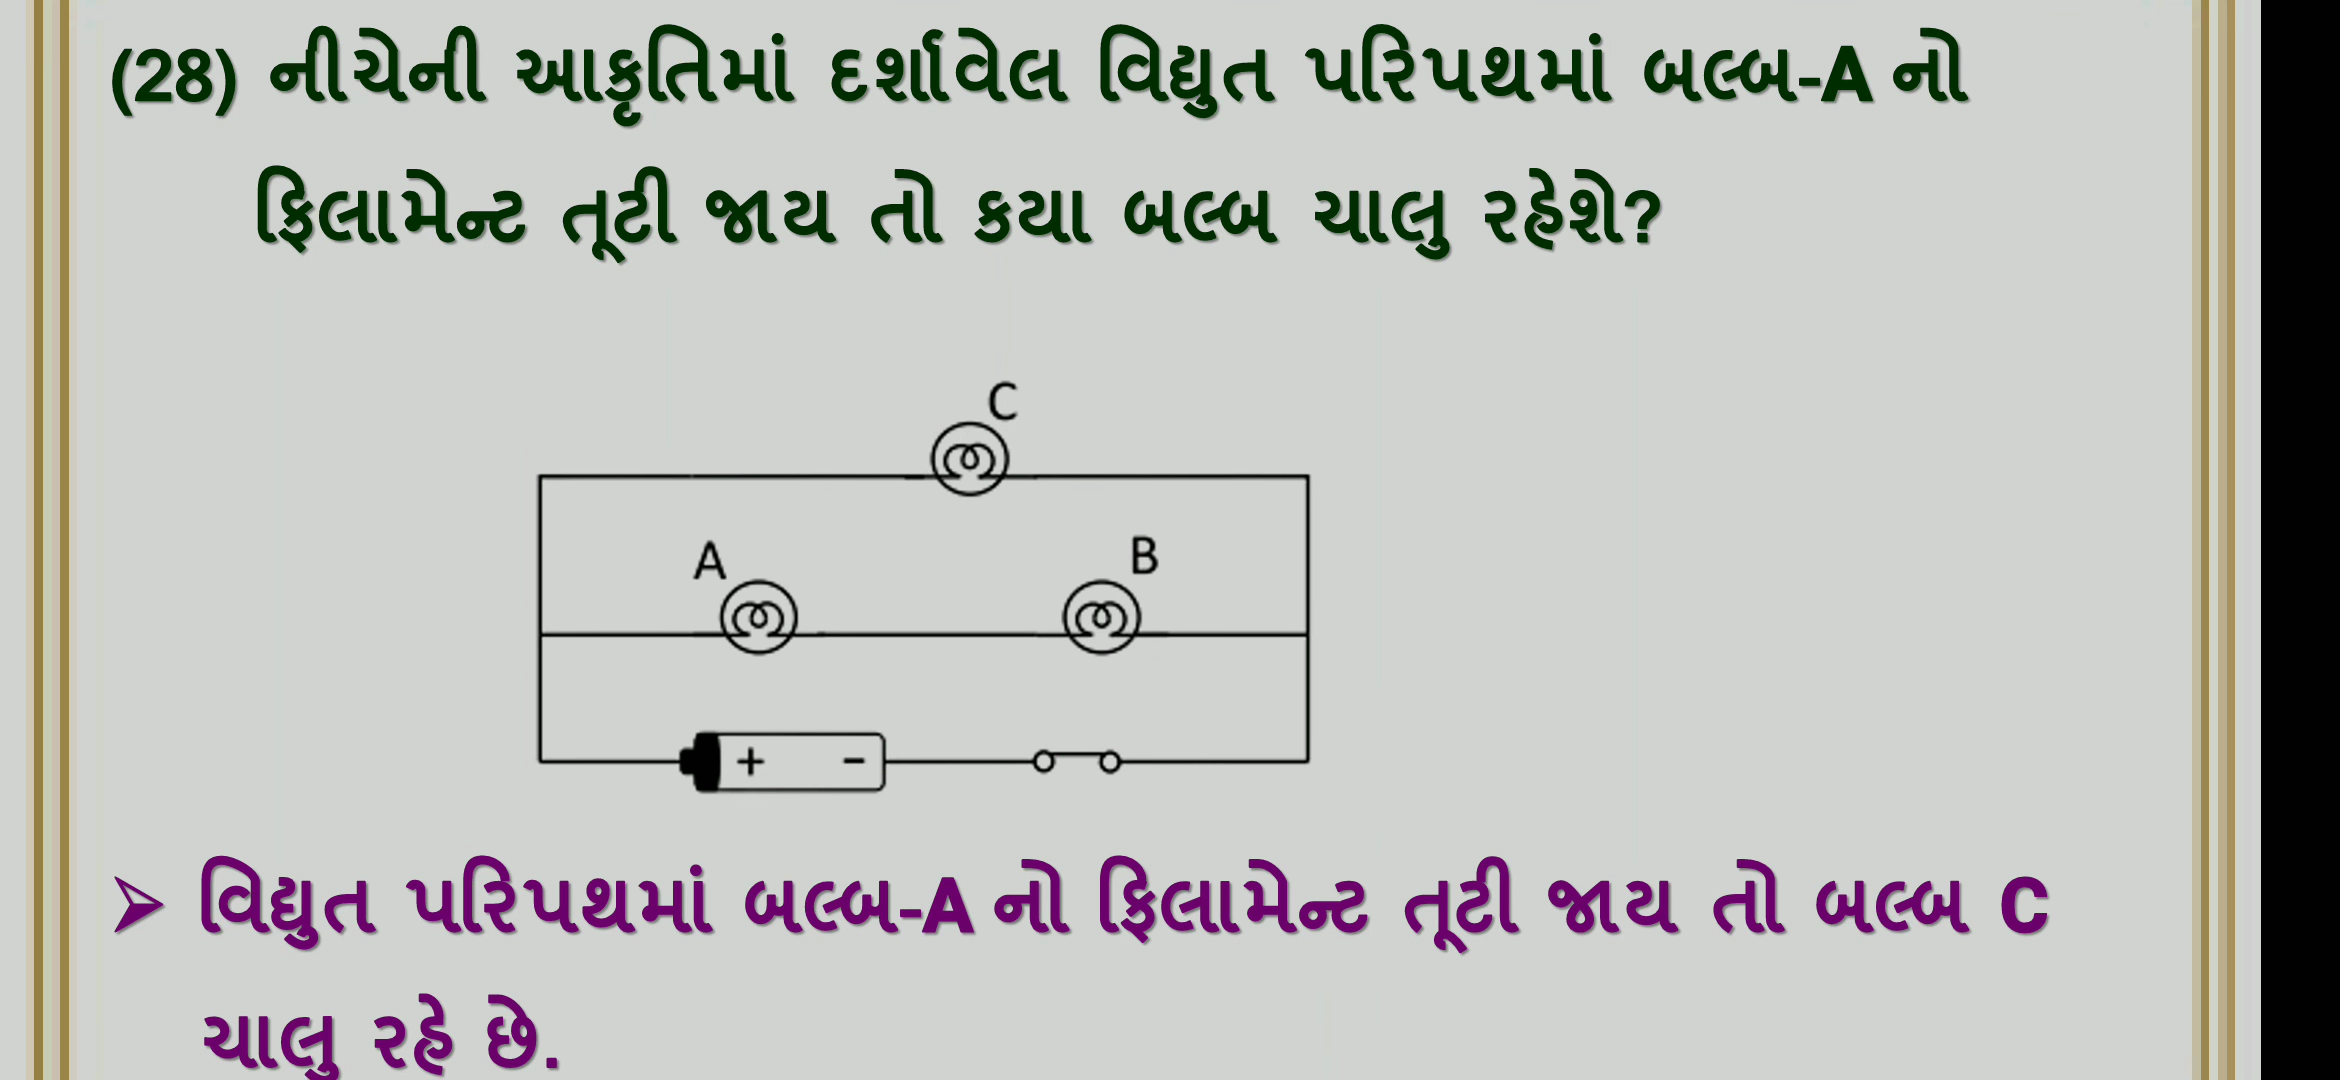 (28) નીચેની આકૃતિમાં દર્શાવેલ વિદ્યુત પરિપથમાં બલ્બ-A નો
ફિલામેન્ટ તૂટી જાય તો કયા બલ્બ ચાલુ રહેશે?
C
A
B
+ −
➢ વિદ્યુત પરિપથમાં બલ્બ-A નો ફિલામેન્ટ તૂટી જાય તો બલ્બ C
ચાલુ રહે છે.